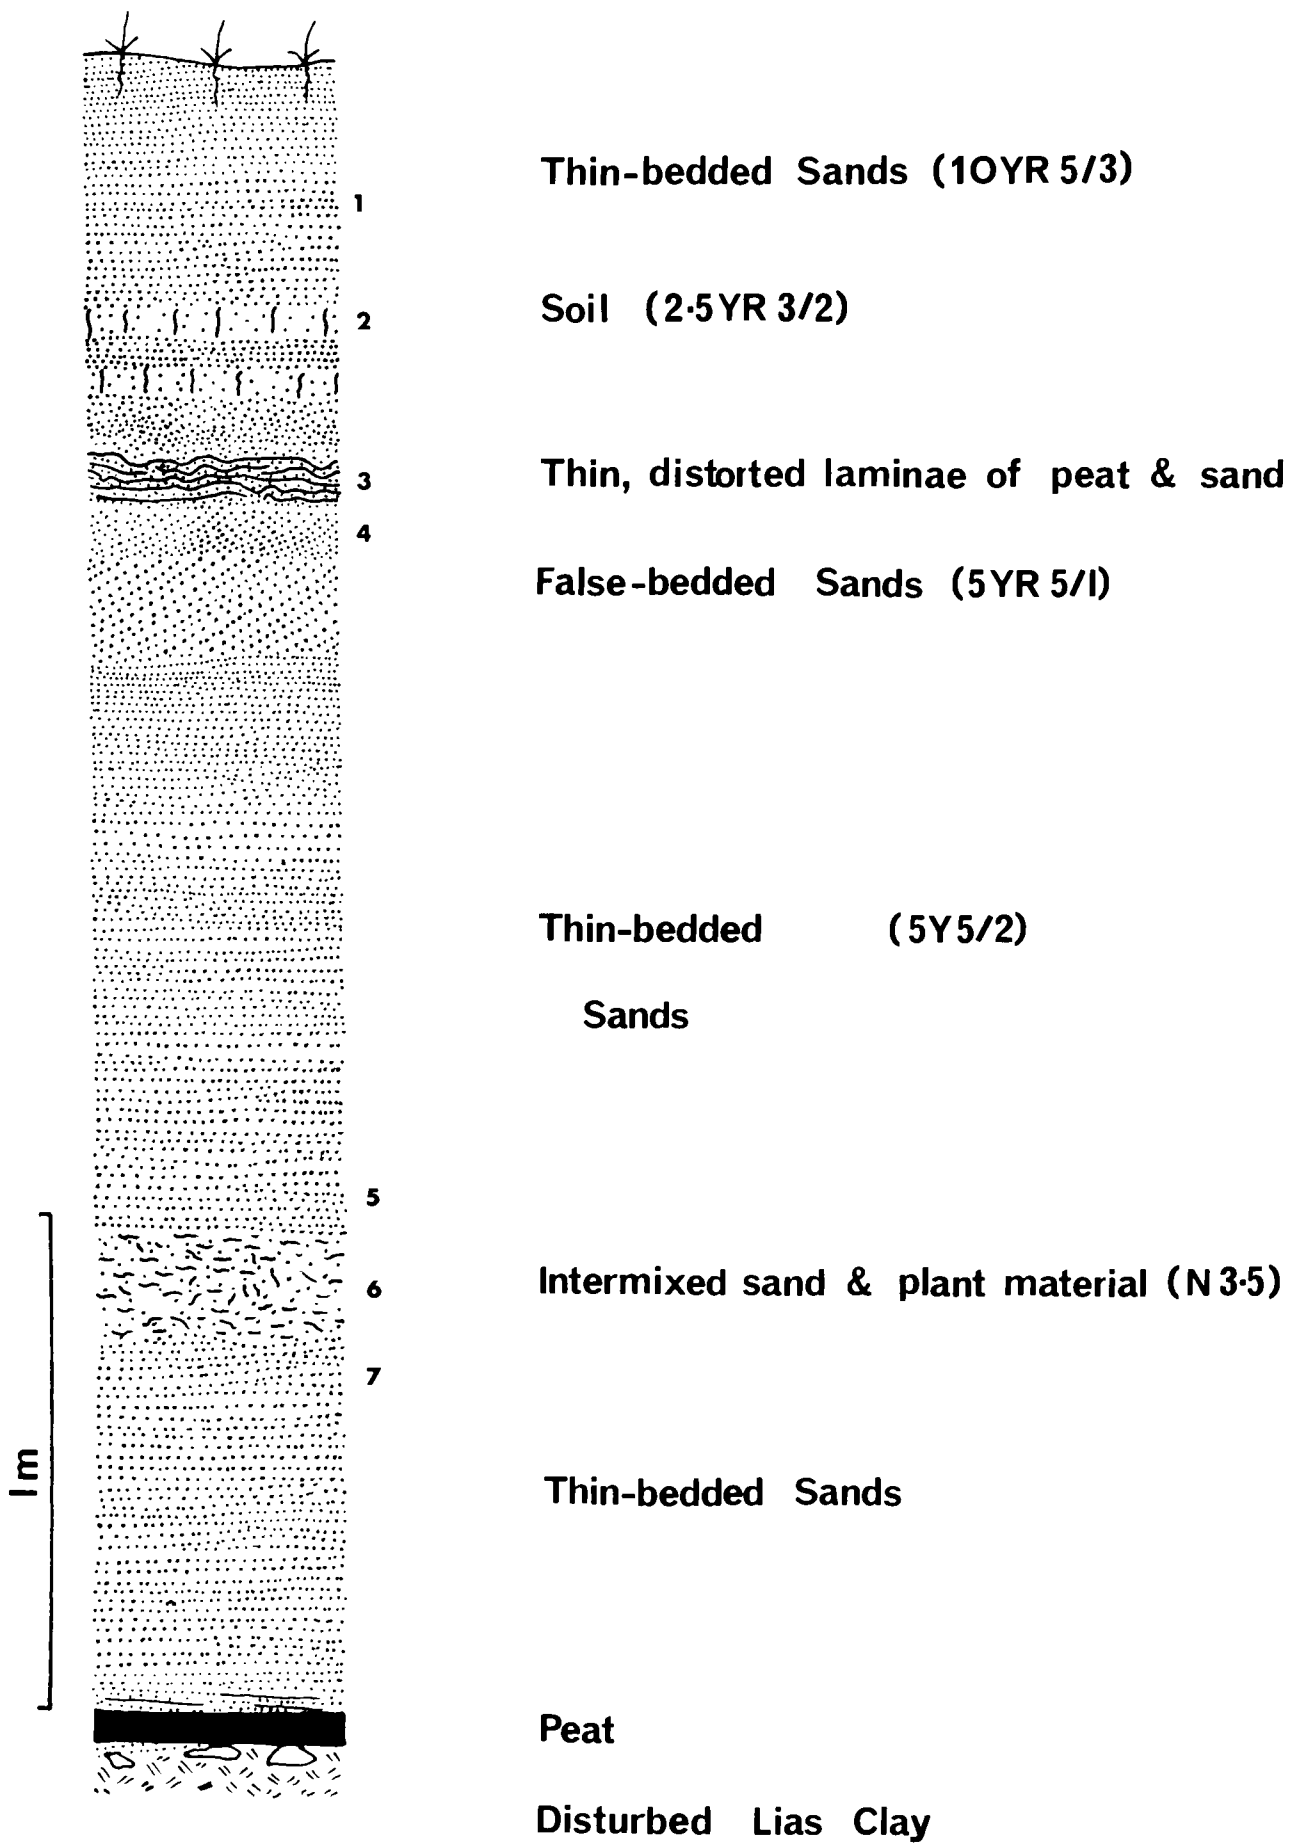 Thin-bedded Sands (10YR 5/3)
1
Soil (2·5YR 3/2)
2
Thin, distorted laminae of peat & sand
3
4
False-bedded Sands (5YR 5/1)
Thin-bedded (5Y5/2)
Sands
5
Intermixed sand & plant material (N 3·5)
6
7
1m
Thin-bedded Sands
Peat
Disturbed Lias Clay